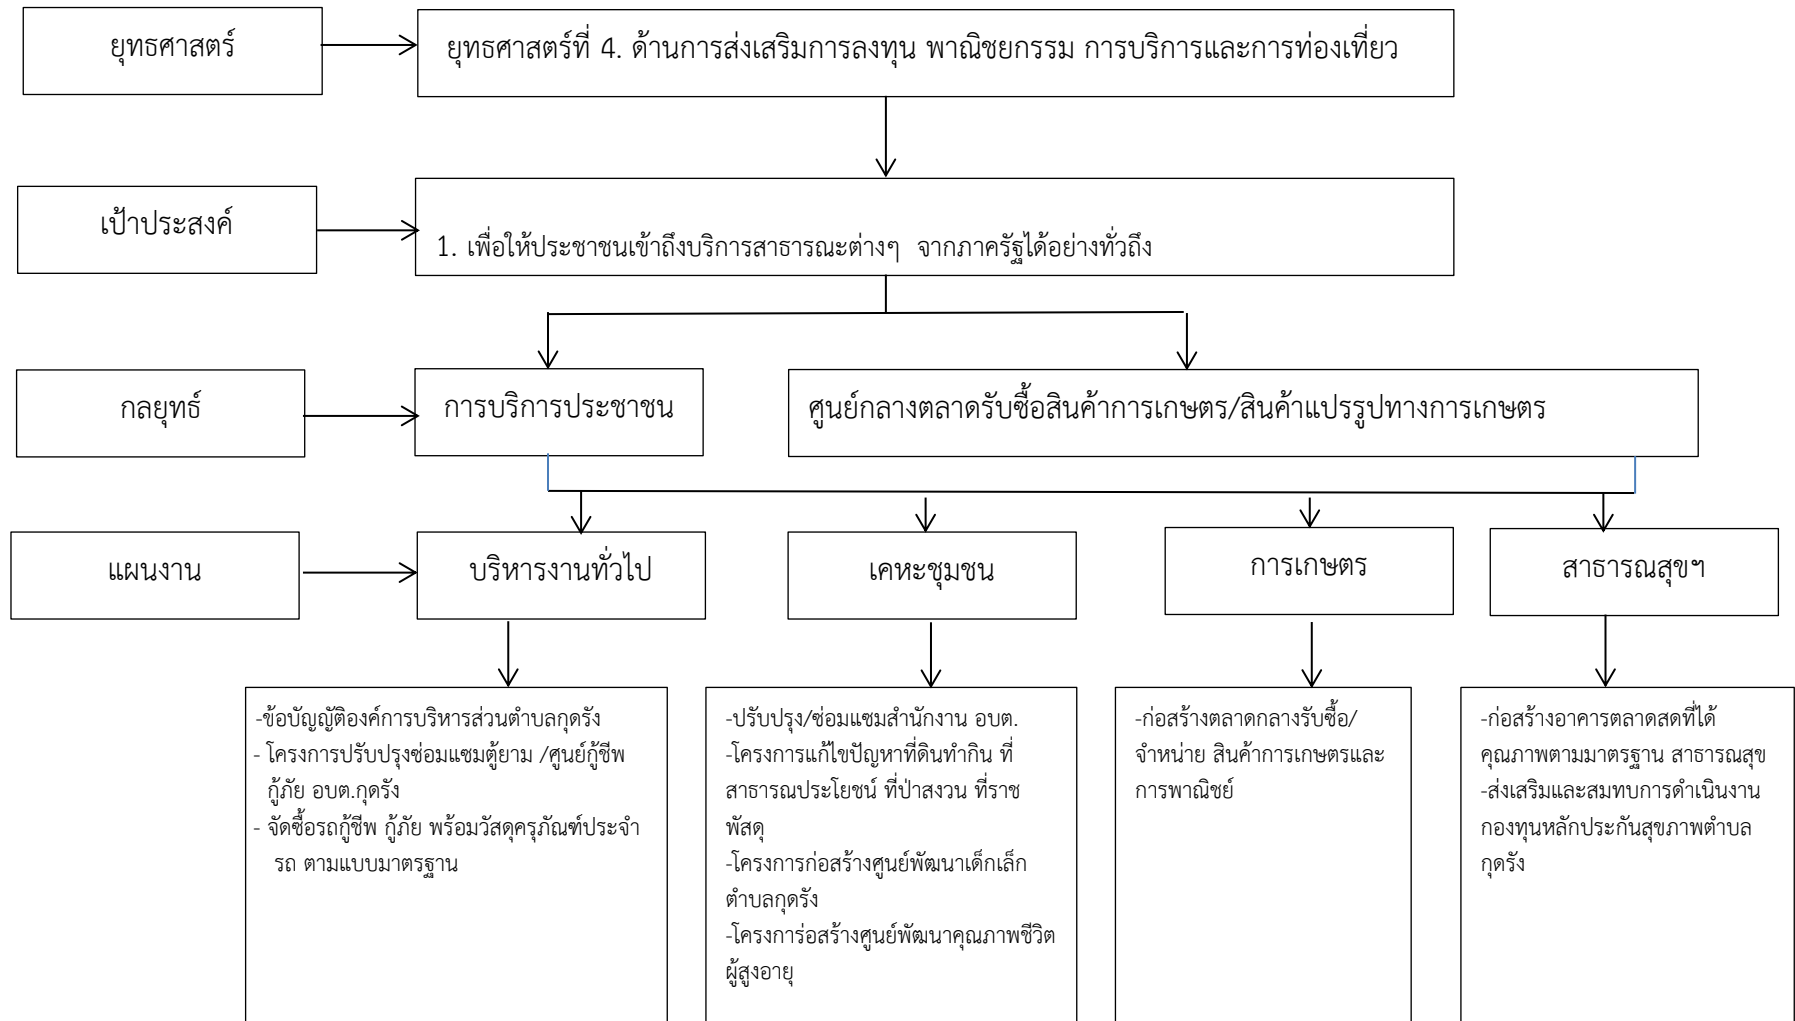 ยุทธศาสตร์
ยุทธศาสตร์ที่ 4. ด้านการส่งเสริมการลงทุน พาณิชยกรรม การบริการและการท่องเที่ยว
เป้าประสงค์
1. เพื่อให้ประชาชนเข้าถึงบริการสาธารณะต่างๆ จากภาครัฐได้อย่างทั่วถึง
กลยุทธ์
การบริการประชาชน
ศูนย์กลางตลาดรับซื้อสินค้าการเกษตร/สินค้าแปรรูปทางการเกษตร
แผนงาน
บริหารงานทั่วไป
เคหะชุมชน
การเกษตร
สาธารณสุขฯ
-ข้อบัญญัติองค์การบริหารส่วนตำบลกุดรัง
- โครงการปรับปรุงซ่อมแซมตู้ยาม /ศูนย์กู้ชีพ
กู้ภัย อบต.กุดรัง
- จัดซื้อรถกู้ชีพ กู้ภัย พร้อมวัสดุครุภัณฑ์ประจำ
รถ ตามแบบมาตรฐาน
-ปรับปรุง/ซ่อมแซมสำนักงาน อบต.
-โครงการแก้ไขปัญหาที่ดินทำกิน ที่
สาธารณประโยชน์ ที่ป่าสงวน ที่ราช
พัสดุ
-โครงการก่อสร้างศูนย์พัฒนาเด็กเล็ก
ตำบลกุดรัง
-โครงการ่อสร้างศูนย์พัฒนาคุณภาพชีวิต
ผู้สูงอายุ
-ก่อสร้างตลาดกลางรับซื้อ/
จำหน่าย สินค้าการเกษตรและ
การพาณิชย์
-ก่อสร้างอาคารตลาดสดที่ได้
คุณภาพตามมาตรฐาน สาธารณสุข
-ส่งเสริมและสมทบการดำเนินงาน
กองทุนหลักประกันสุขภาพตำบล
กุดรัง